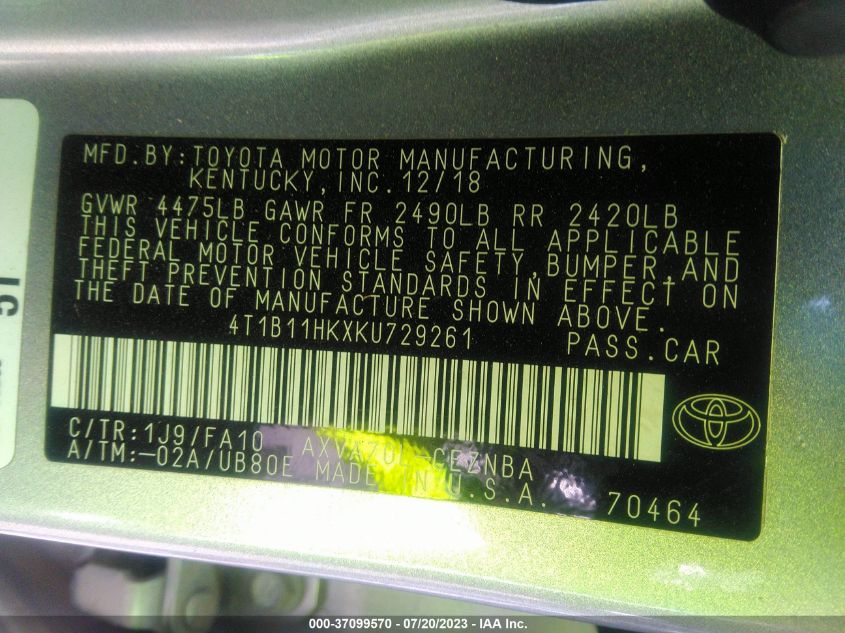 MFD.BY:TOYOTA MOTOR MANUFACTURING,
KENTUCKY,INC.12/18
GVWR 4475LB GAWR FR 2490LB RR 2420LB
THIS VEHICLE CONFORMS TO ALL APPLICABLE
FEDERAL MOTOR VEHICLE SAFETY,BUMPER,AND
THEFT PREVENTION STANDARDS IN EFFECT ON
THE DATE OF MANUFACTURE SHOWN ABOVE.
4T1B11HKXKU729261 PASS.CAR
C/TR:1J9/FA10 AXVA70L-CEZNBA
A/TM:-02A/UB80E MADE IN U.S.A. 70464
000-37099570 / 07/20/2023 - IAA Inc.